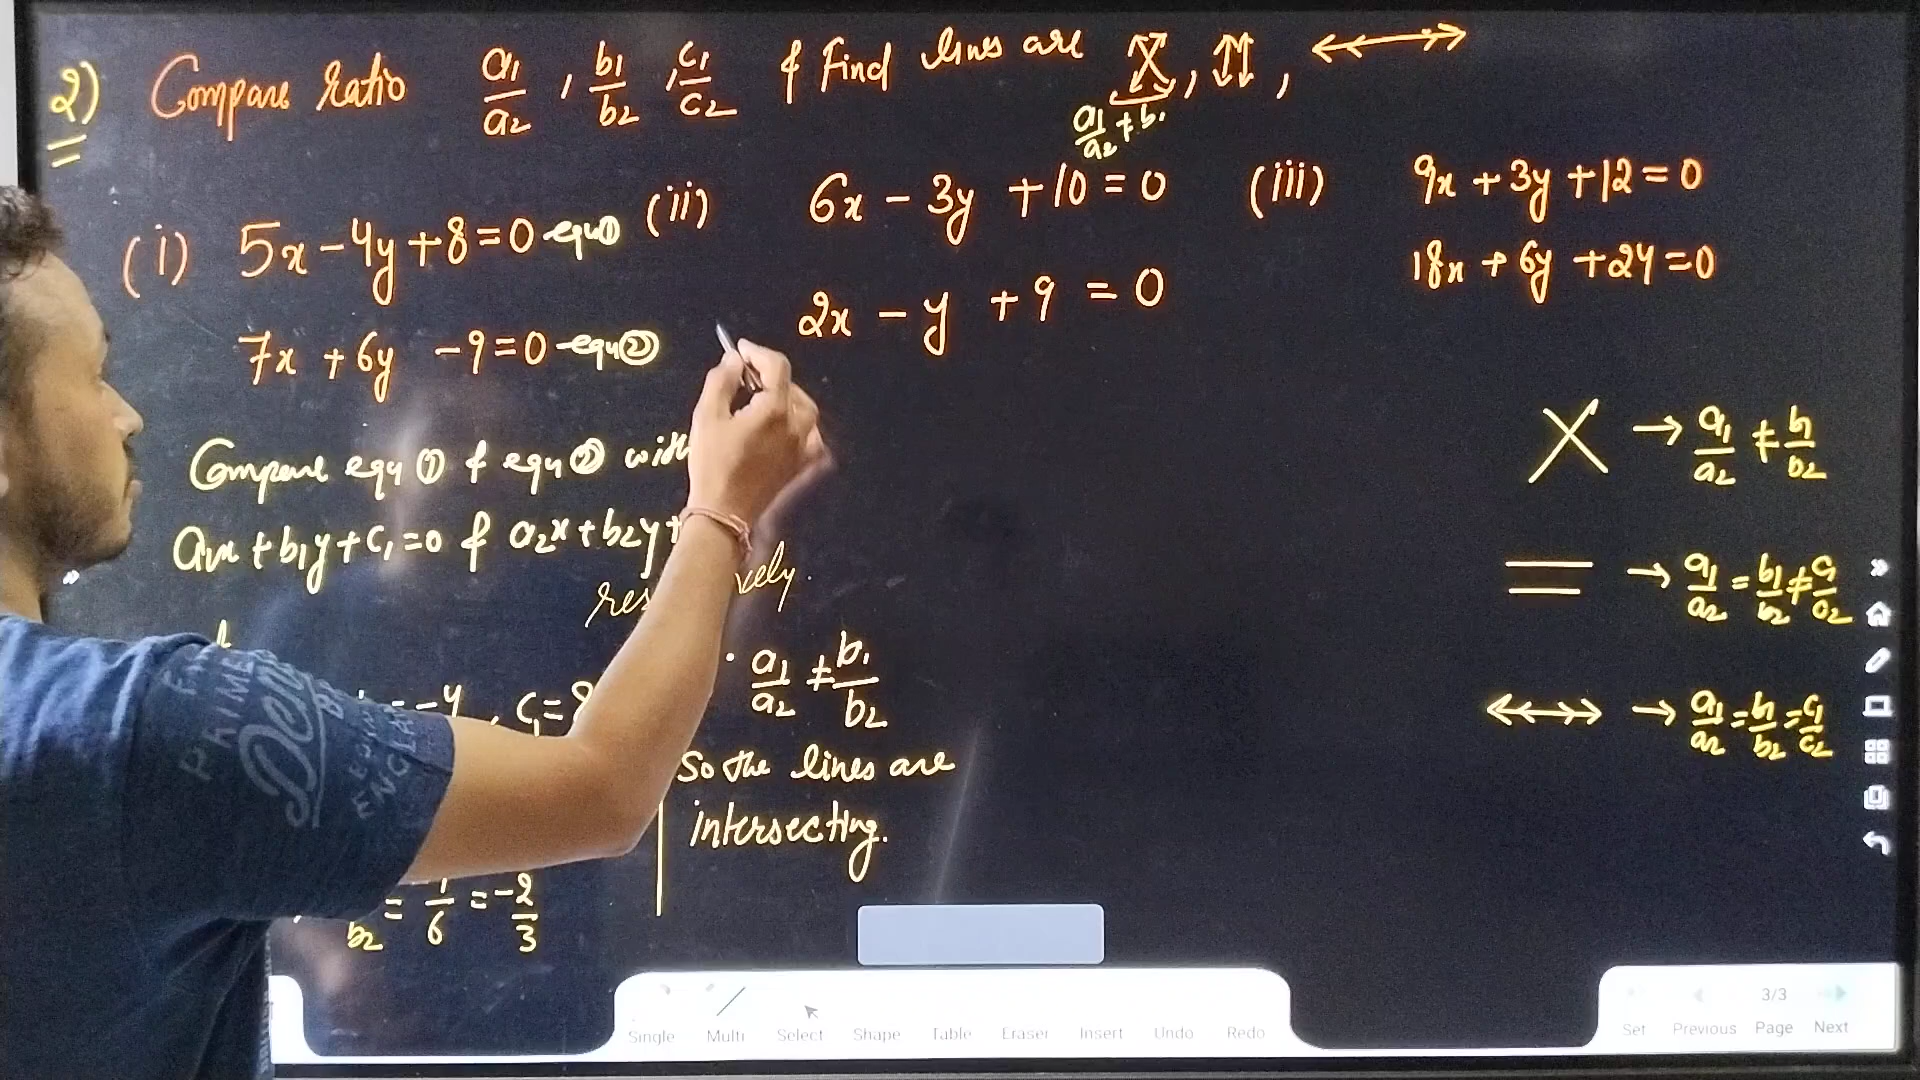 2) Compare ratio a1/a2 , b1/b2 , c1/c2 & Find lines are
a1/a2 ≠ b1
(i) 5x - 4y + 8 = 0 - equ①
7x + 6y - 9 = 0 - equ②
(ii) 6x - 3y + 10 = 0
2x - y + 9 = 0
(iii) 9x + 3y + 12 = 0
18x + 6y + 24 = 0
Compare equ ① & equ ② with
a1x + b1y + c1 = 0 & a2x + b2y +
= -4 , c1 = 8
b2 = 6 = -2/3
a1/a2 ≠ b1/b2
So the lines are
intersecting.
→ a1/a2 ≠ b1/b2
→ a1/a2 = b1/b2 ≠ c1/c2
→ a1/a2 = b1/b2 = c1/c2
PRIME
Denim
Single Multi Select Shape Table Eraser Insert Undo Redo
3/3
Set Previous Page Next